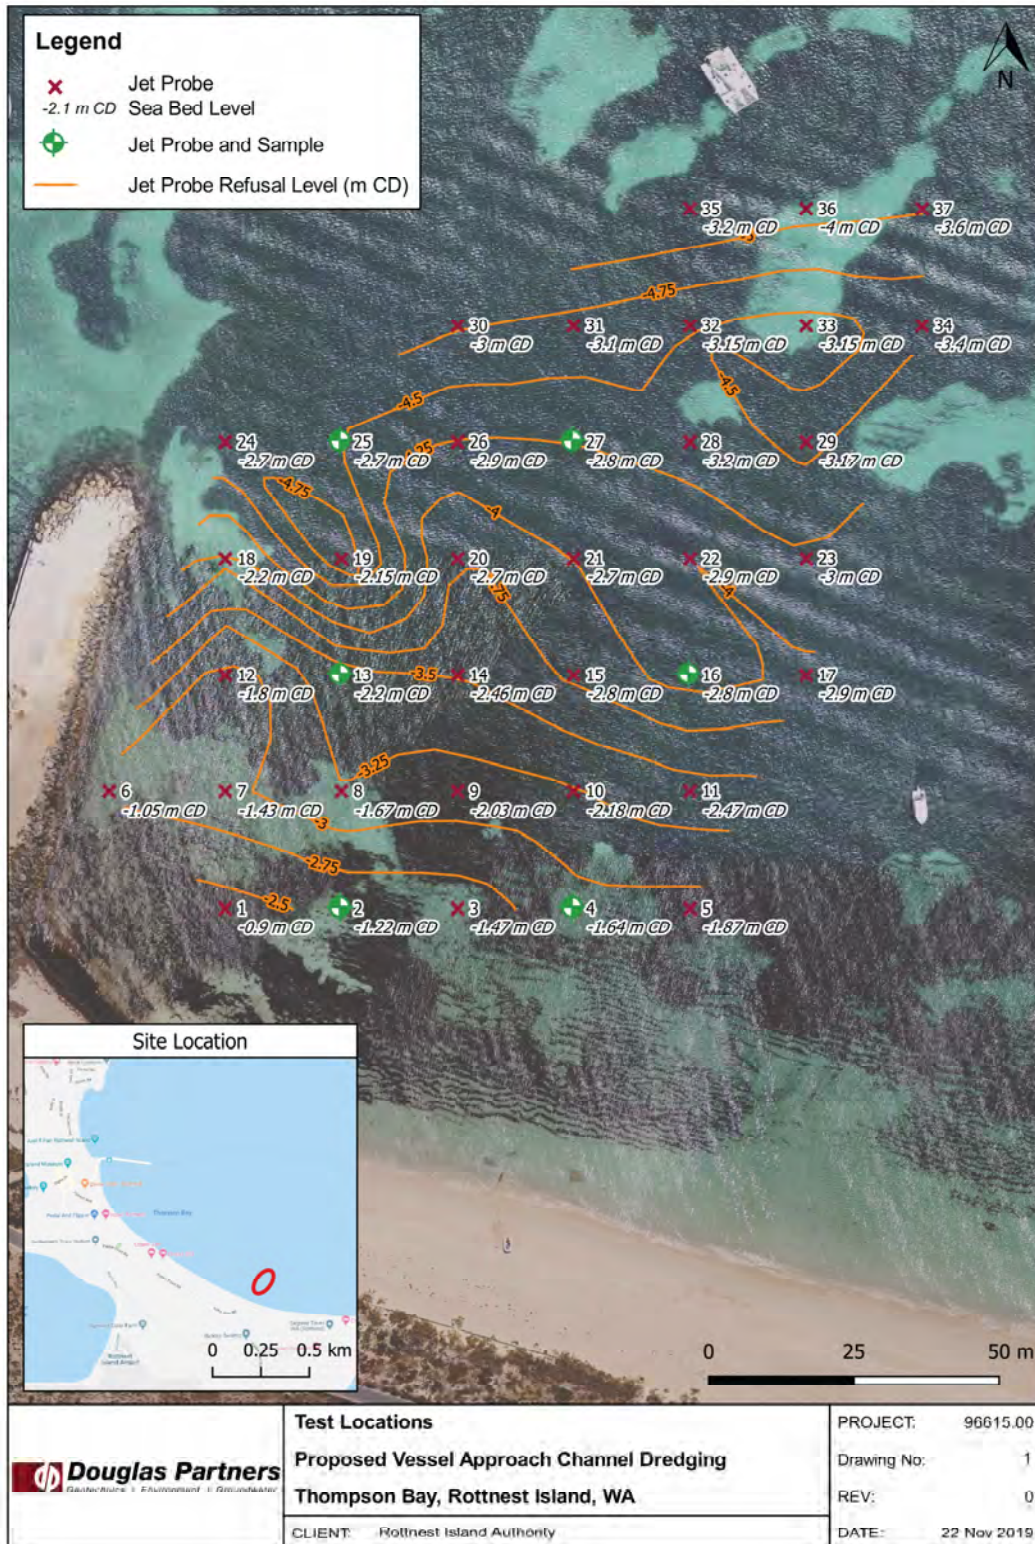 Legend
Jet Probe
-2.1 m CD Sea Bed Level
Jet Probe and Sample
Jet Probe Refusal Level (m CD)
N
35 36 37
-3.2 m CD -4 m CD -3.6 m CD
-5
-4.75
30 31 32 33 34
-3 m CD -3.1 m CD -3.15 m CD -3.15 m CD -3.4 m CD
-4.5
-4.5
24 25 26 27 28 29
-2.7 m CD -2.7 m CD -2.9 m CD -2.8 m CD -3.2 m CD -3.17 m CD
-4.75
-4
18 19 20 21 22 23
-2.2 m CD -2.15 m CD -2.7 m CD -2.7 m CD -2.9 m CD -3 m CD
-4
12 13 -3.5 14 15 16 17
-1.8 m CD -2.2 m CD -2.46 m CD -2.8 m CD -2.8 m CD -2.9 m CD
-3.25
6 7 8 9 10 11
-1.05 m CD -1.43 m CD -1.67 m CD -2.03 m CD -2.18 m CD -2.47 m CD
-3
-2.75
-2.5
1 2 3 4 5
-0.9 m CD -1.22 m CD -1.47 m CD -1.64 m CD -1.87 m CD
Site Location
0 0.25 0.5 km
0 25 50 m
Douglas Partners
Geotechnics | Environment | Groundwater
Test Locations
Proposed Vessel Approach Channel Dredging
Thompson Bay, Rottnest Island, WA
CLIENT: Rottnest Island Authority
PROJECT: 96615.00
Drawing No: 1
REV: 0
DATE: 22 Nov 2019